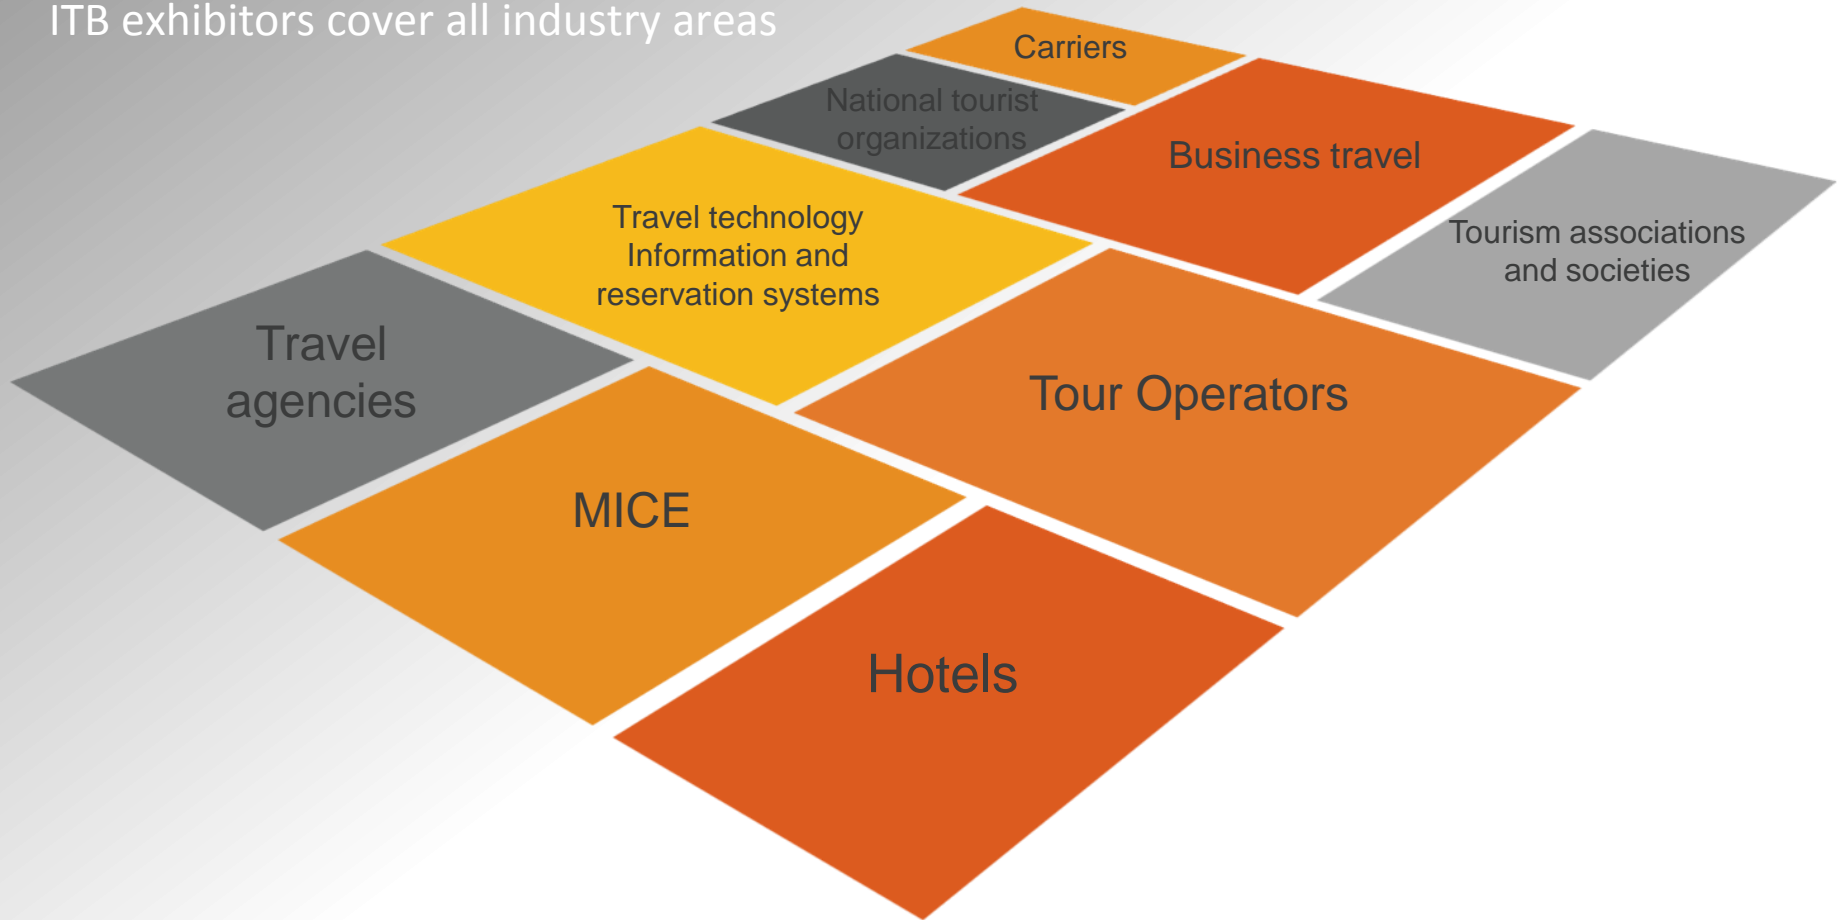 ITB exhibitors cover all industry areas
Carriers
National tourist
organizations
Business travel
Travel technology
Information and
reservation systems
Tourism associations
and societies
Travel
agencies
Tour Operators
MICE
Hotels